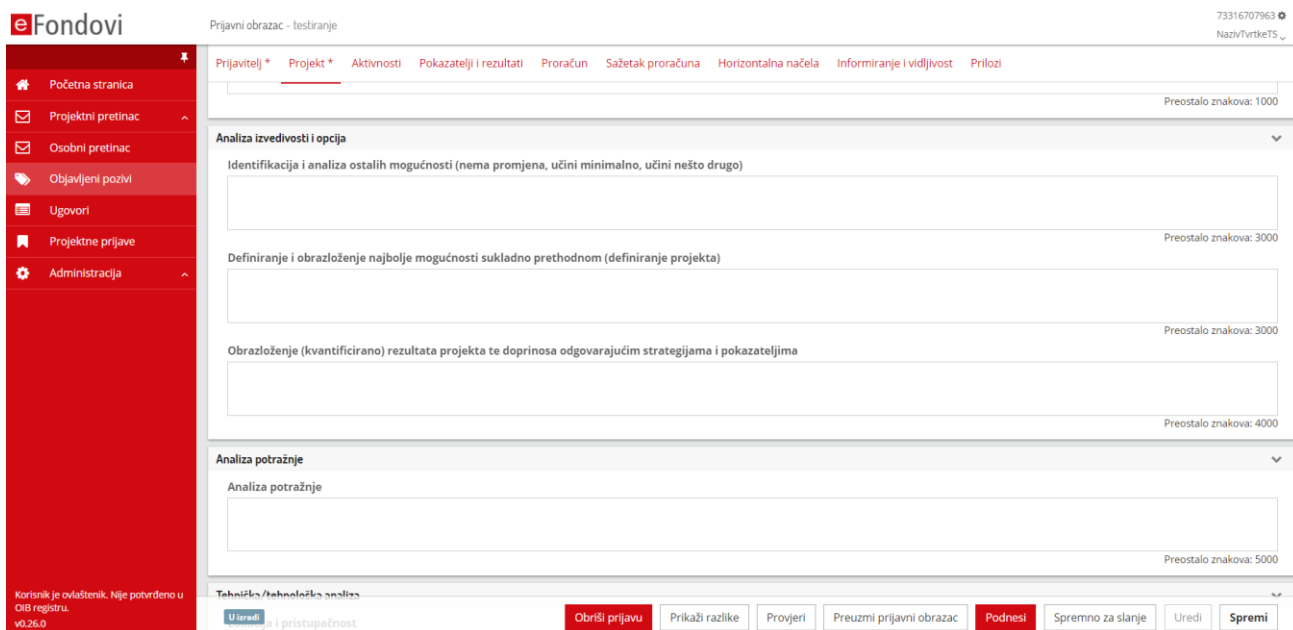 eFondovi
Prijavni obrazac - testiranje
73316707963
NazivTvrtkeTS
Prijavitelj * Projekt * Aktivnosti Pokazatelji i rezultati Proračun Sažetak proračuna Horizontalna načela Informiranje i vidljivost Prilozi
Početna stranica
Projektni pretinac
Osobni pretinac
Objavljeni pozivi
Ugovori
Projektne prijave
Administracija
Korisnik je ovlaštenik. Nije potvrđeno u
OIB registru.
v0.26.0
Preostalo znakova: 1000
Analiza izvedivosti i opcija
Identifikacija i analiza ostalih mogućnosti (nema promjena, učini minimalno, učini nešto drugo)
Preostalo znakova: 3000
Definiranje i obrazloženje najbolje mogućnosti sukladno prethodnom (definiranje projekta)
Preostalo znakova: 3000
Obrazloženje (kvantificirano) rezultata projekta te doprinosa odgovarajućim strategijama i pokazateljima
Preostalo znakova: 4000
Analiza potražnje
Analiza potražnje
Preostalo znakova: 5000
Tehnička/tehnološka analiza
i pristupačnost
U izradi
Obriši prijavu Prikaži razlike Provjeri Preuzmi prijavni obrazac Podnesi Spremno za slanje Uredi Spremi